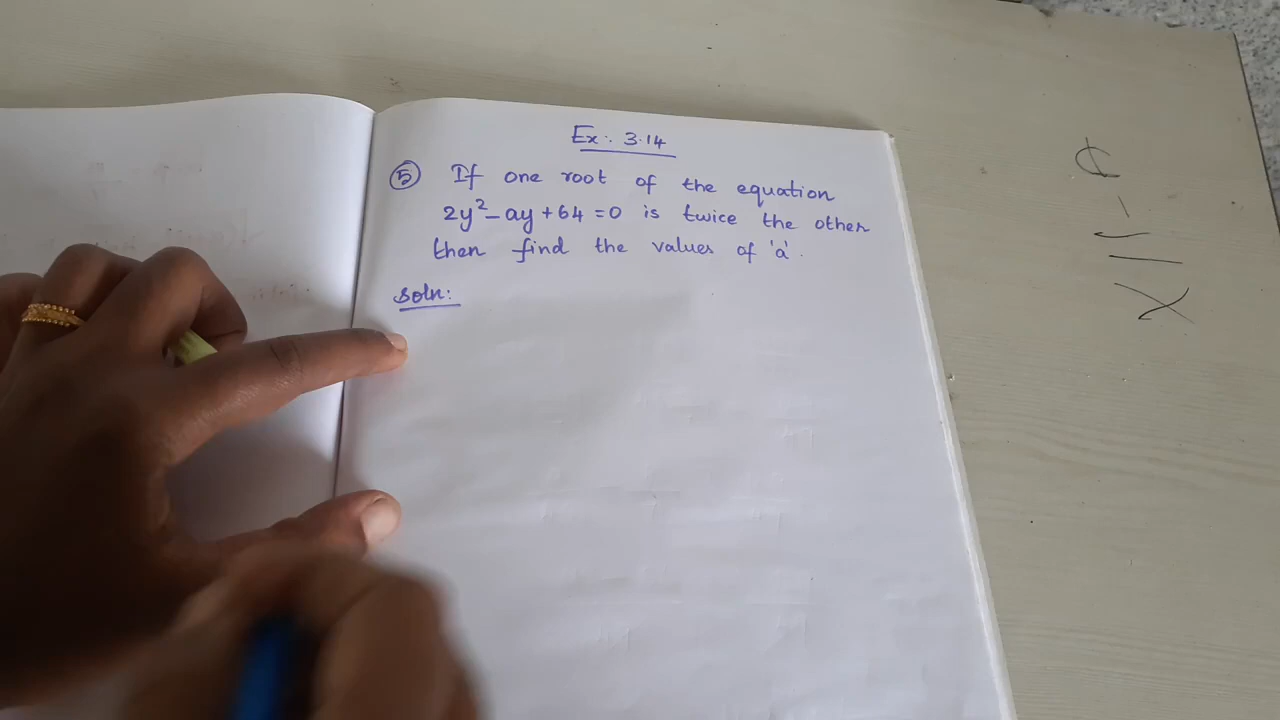 Ex:. 3.14
⑤ If one root of the equation
2y²-ay+64=0 is twice the other
then find the values of 'a'.
Soln: